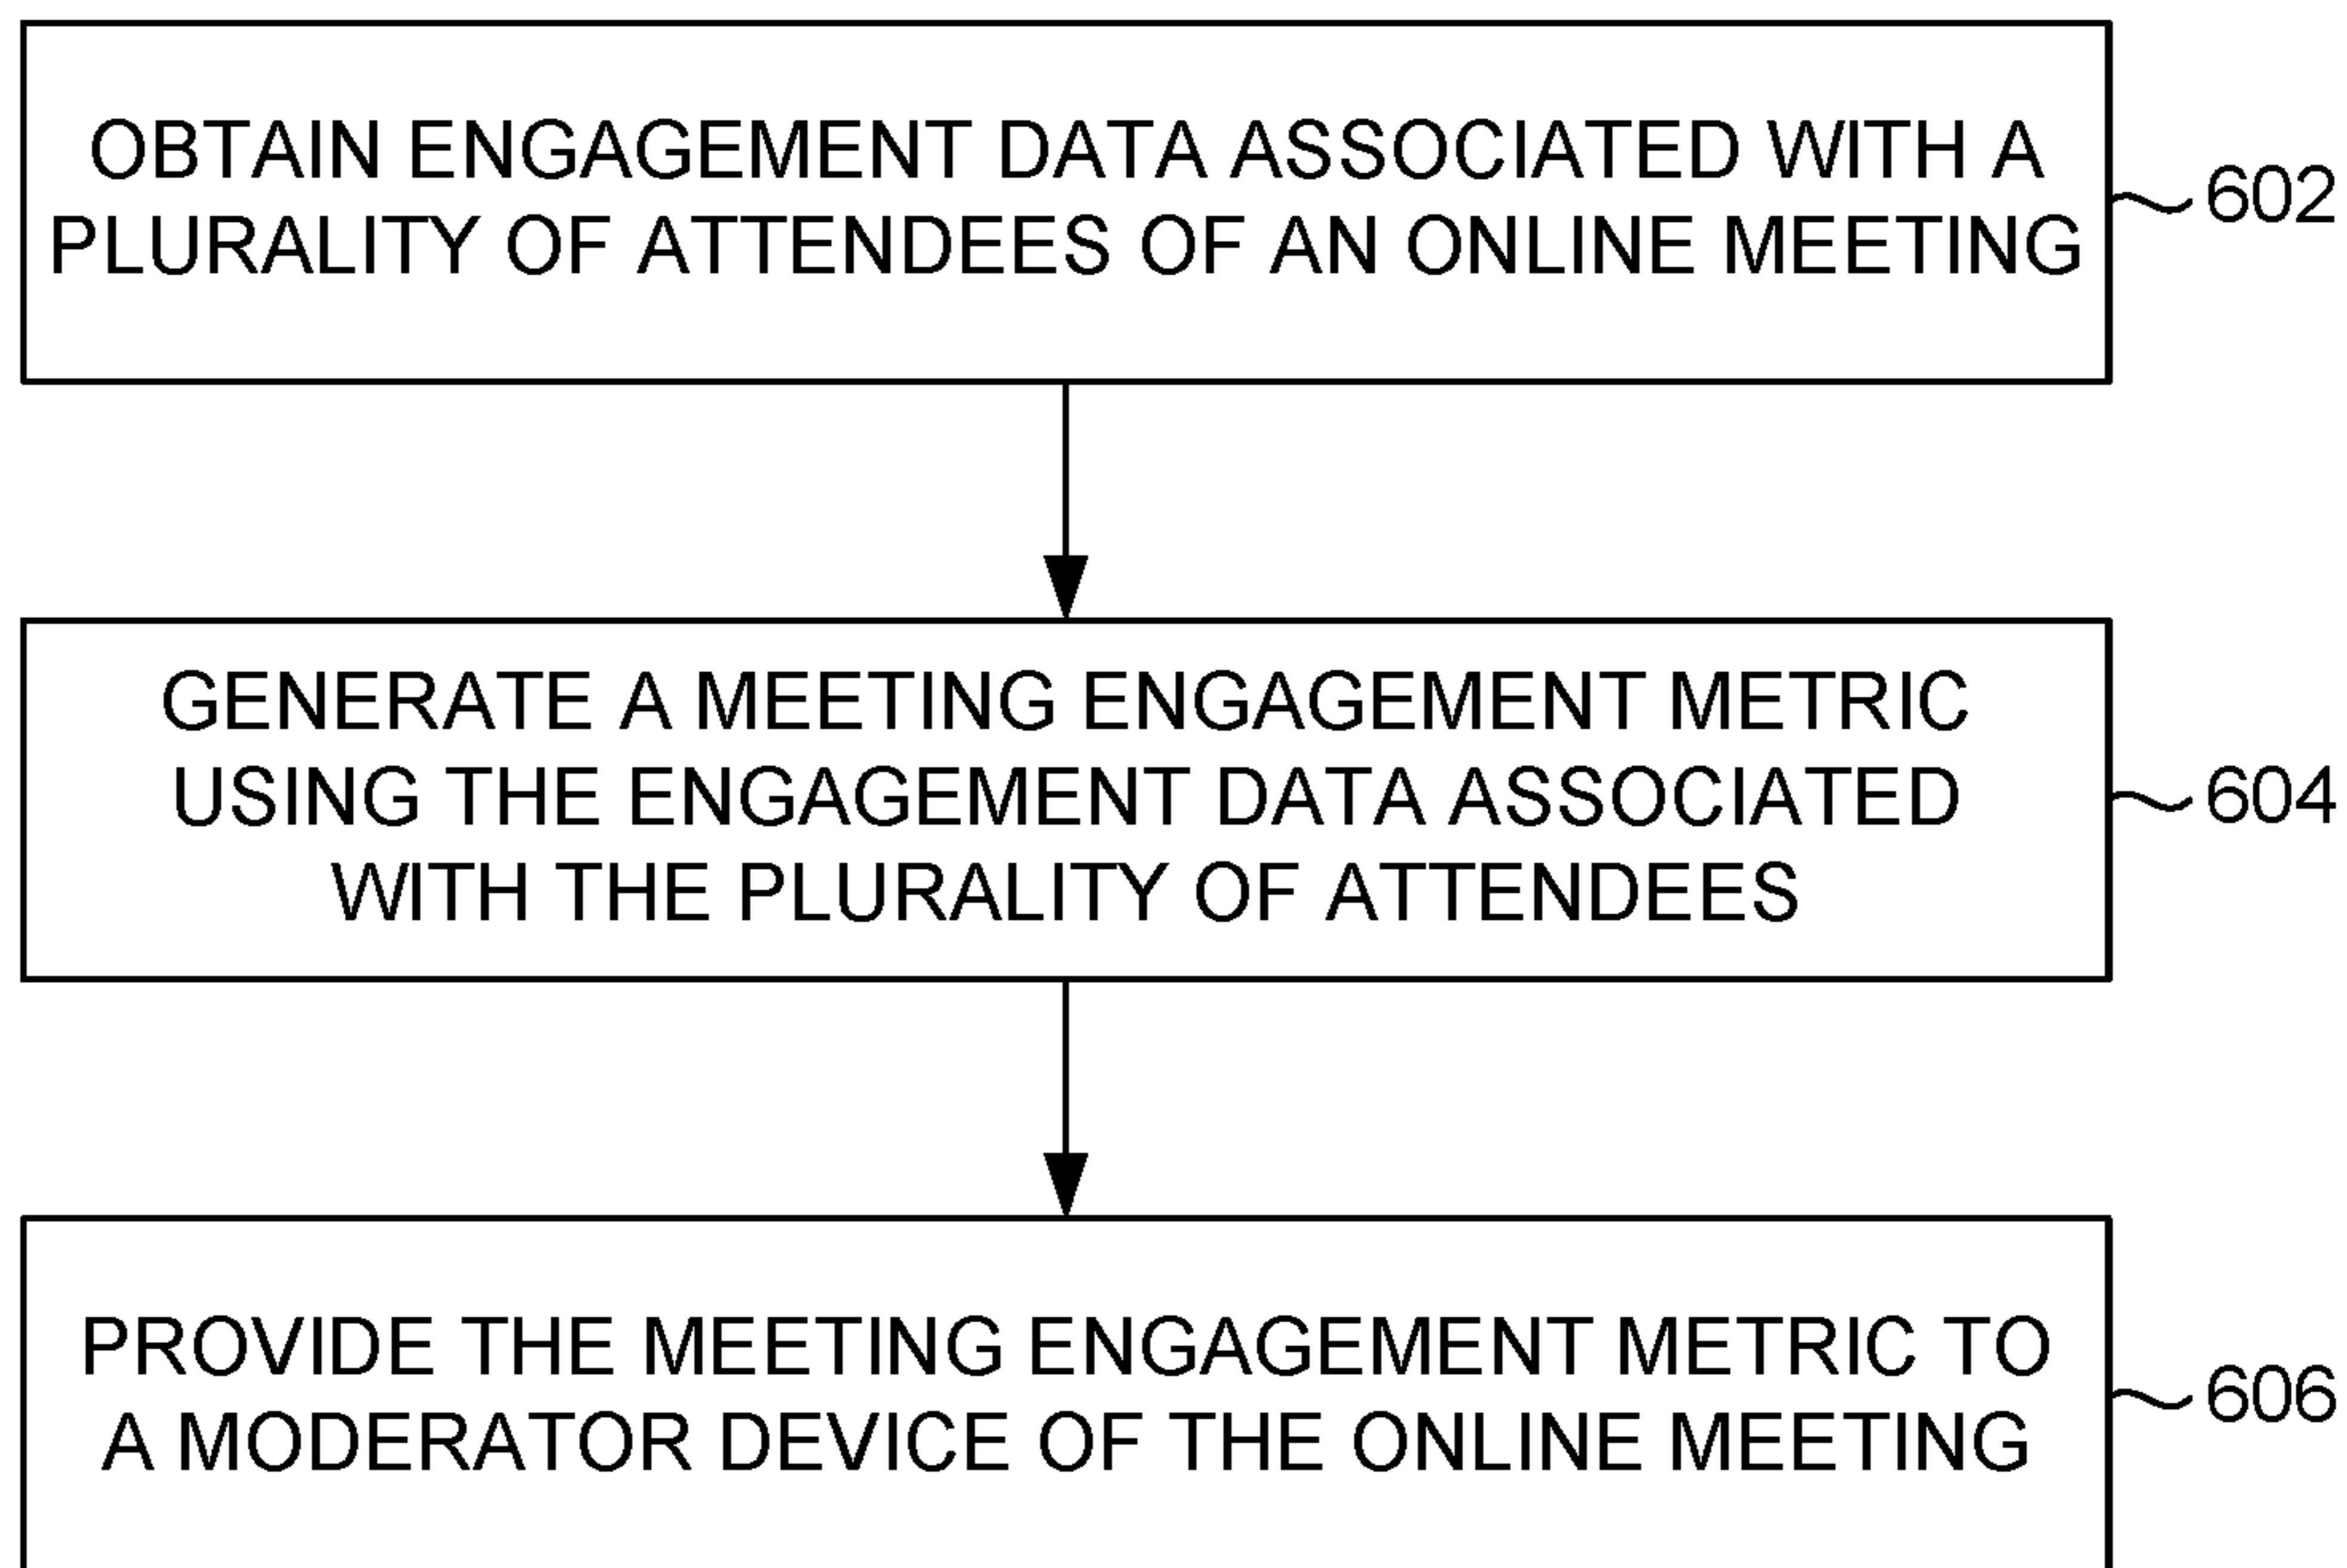 OBTAIN ENGAGEMENT DATA ASSOCIATED WITH A
PLURALITY OF ATTENDEES OF AN ONLINE MEETING
602
GENERATE A MEETING ENGAGEMENT METRIC
USING THE ENGAGEMENT DATA ASSOCIATED
WITH THE PLURALITY OF ATTENDEES
604
PROVIDE THE MEETING ENGAGEMENT METRIC TO
A MODERATOR DEVICE OF THE ONLINE MEETING
606